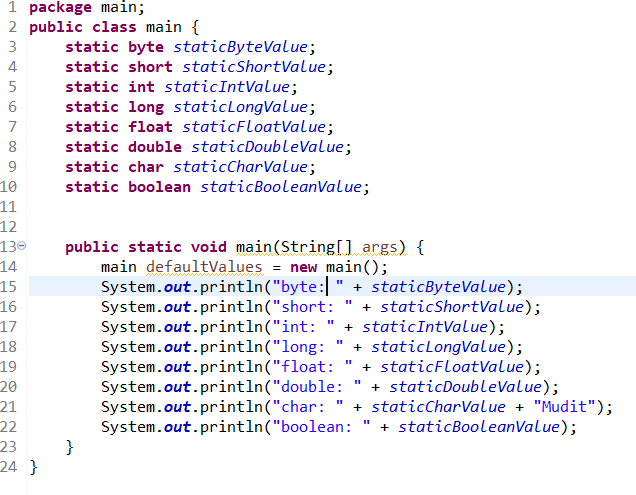 1 package main;
2 public class main {
3     static byte staticByteValue;
4     static short staticShortValue;
5     static int staticIntValue;
6     static long staticLongValue;
7     static float staticFloatValue;
8     static double staticDoubleValue;
9     static char staticCharValue;
10     static boolean staticBooleanValue;
11
12
13     public static void main(String[] args) {
14         main defaultValues = new main();
15         System.out.println("byte: " + staticByteValue);
16         System.out.println("short: " + staticShortValue);
17         System.out.println("int: " + staticIntValue);
18         System.out.println("long: " + staticLongValue);
19         System.out.println("float: " + staticFloatValue);
20         System.out.println("double: " + staticDoubleValue);
21         System.out.println("char: " + staticCharValue + "Mudit");
22         System.out.println("boolean: " + staticBooleanValue);
23     }
24 }